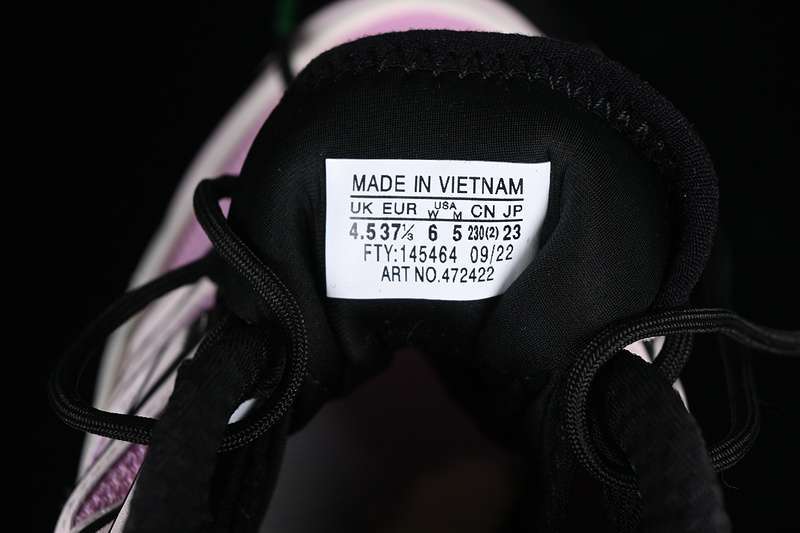 MADE IN VIETNAM
UK EUR W USA M CN JP
4.5 37⅓ 6 5 230(2) 23
FTY:145464 09/22
ART NO.472422